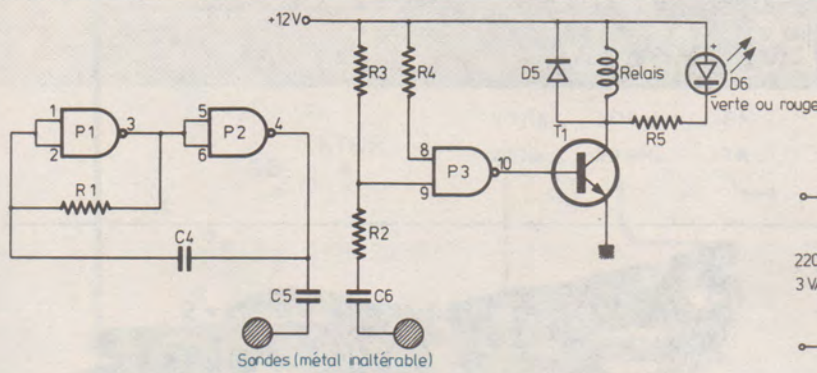 +12V
R3
R4
D5
Relais
+
D6
verte ou rouge
R5
T1
1
2
P1
3
5
6
P2
4
8
9
P3
10
R1
R2
C4
C5
C6
220
3 VA
Sondes (métal inaltérable)